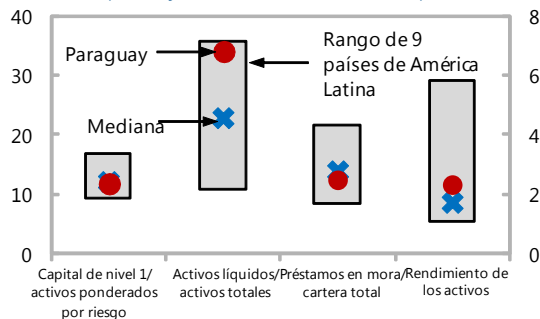 40
30
20
10
0
8
6
4
2
0
Paraguay
Mediana
Rango de 9
países de América
Latina
Capital de nivel 1/
activos ponderados
por riesgo
Activos líquidos/
activos totales
Préstamos en mora/
cartera total
Rendimiento de
los activos